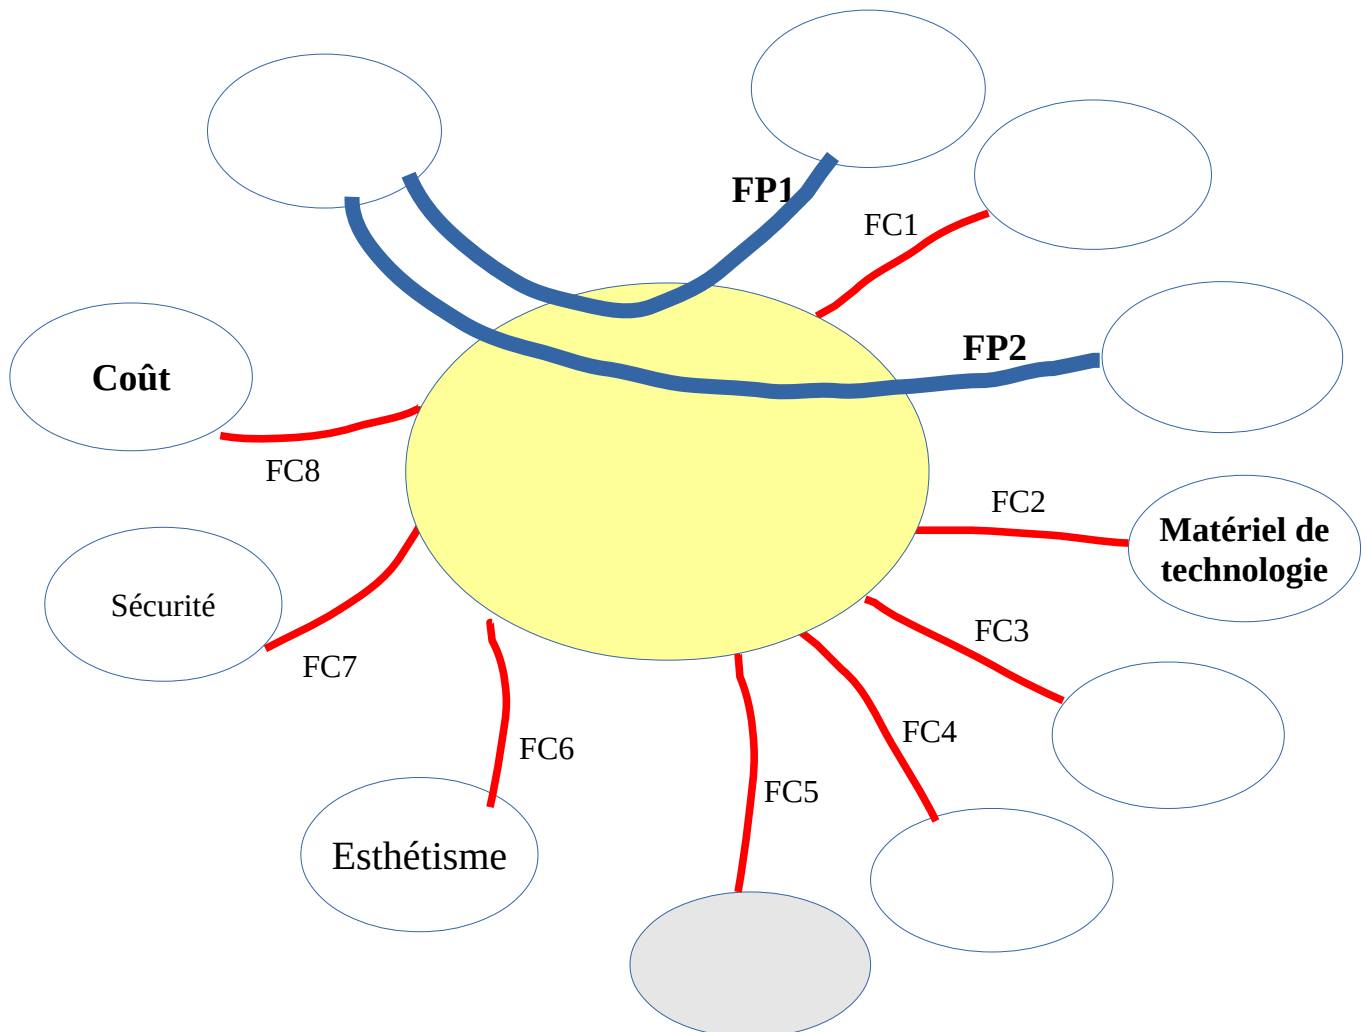 FP1
FC1
FP2
Coût
FC8
FC2
Matériel de
technologie
Sécurité
FC3
FC7
FC4
FC6
FC5
Esthétisme